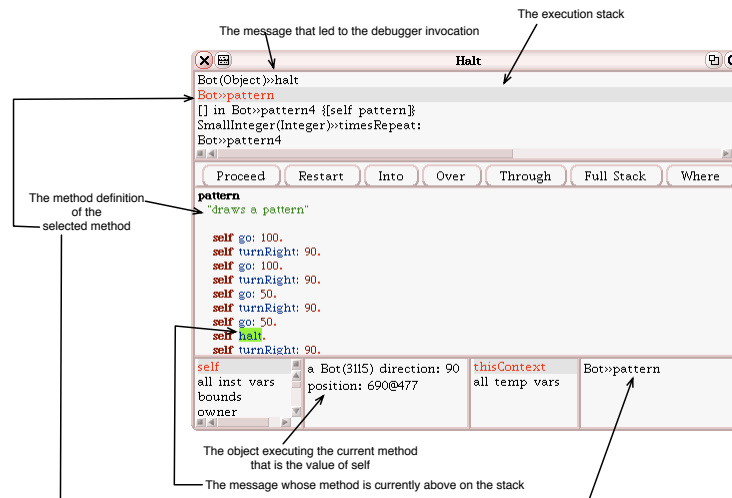 The execution stack
The message that led to the debugger invocation
Halt
Bot(Object)»halt
Bot»pattern
[] in Bot»pattern4 {[self pattern]}
SmallInteger(Integer)»timesRepeat:
Bot»pattern4
Proceed Restart Into Over Through Full Stack Where
The method definition
of the
selected method
pattern
"draws a pattern"
self go: 100.
self turnRight: 90.
self go: 100.
self turnRight: 90.
self go: 50.
self turnRight: 90.
self go: 50.
self halt.
self turnRight: 90.
self
all inst vars
bounds
owner
a Bot(3115) direction: 90
position: 690@477
thisContext
all temp vars
Bot»pattern
The object executing the current method
that is the value of self
The message whose method is currently above on the stack